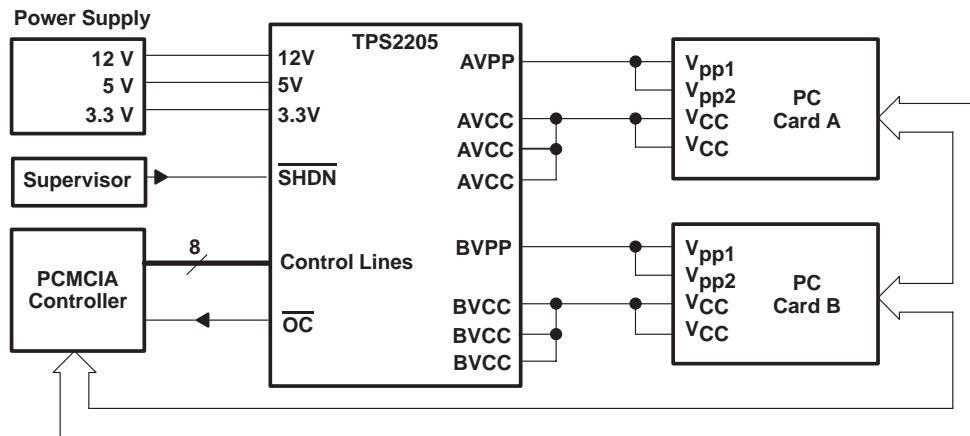 Power Supply
12 V
5 V
3.3 V
Supervisor
PCMCIA
Controller
8
TPS2205
12V
5V
3.3V
SHDN
Control Lines
OC
AVPP
AVCC
AVCC
AVCC
BVPP
BVCC
BVCC
BVCC
Vpp1
Vpp2
VCC
VCC
PC
Card A
Vpp1
Vpp2
VCC
VCC
PC
Card B